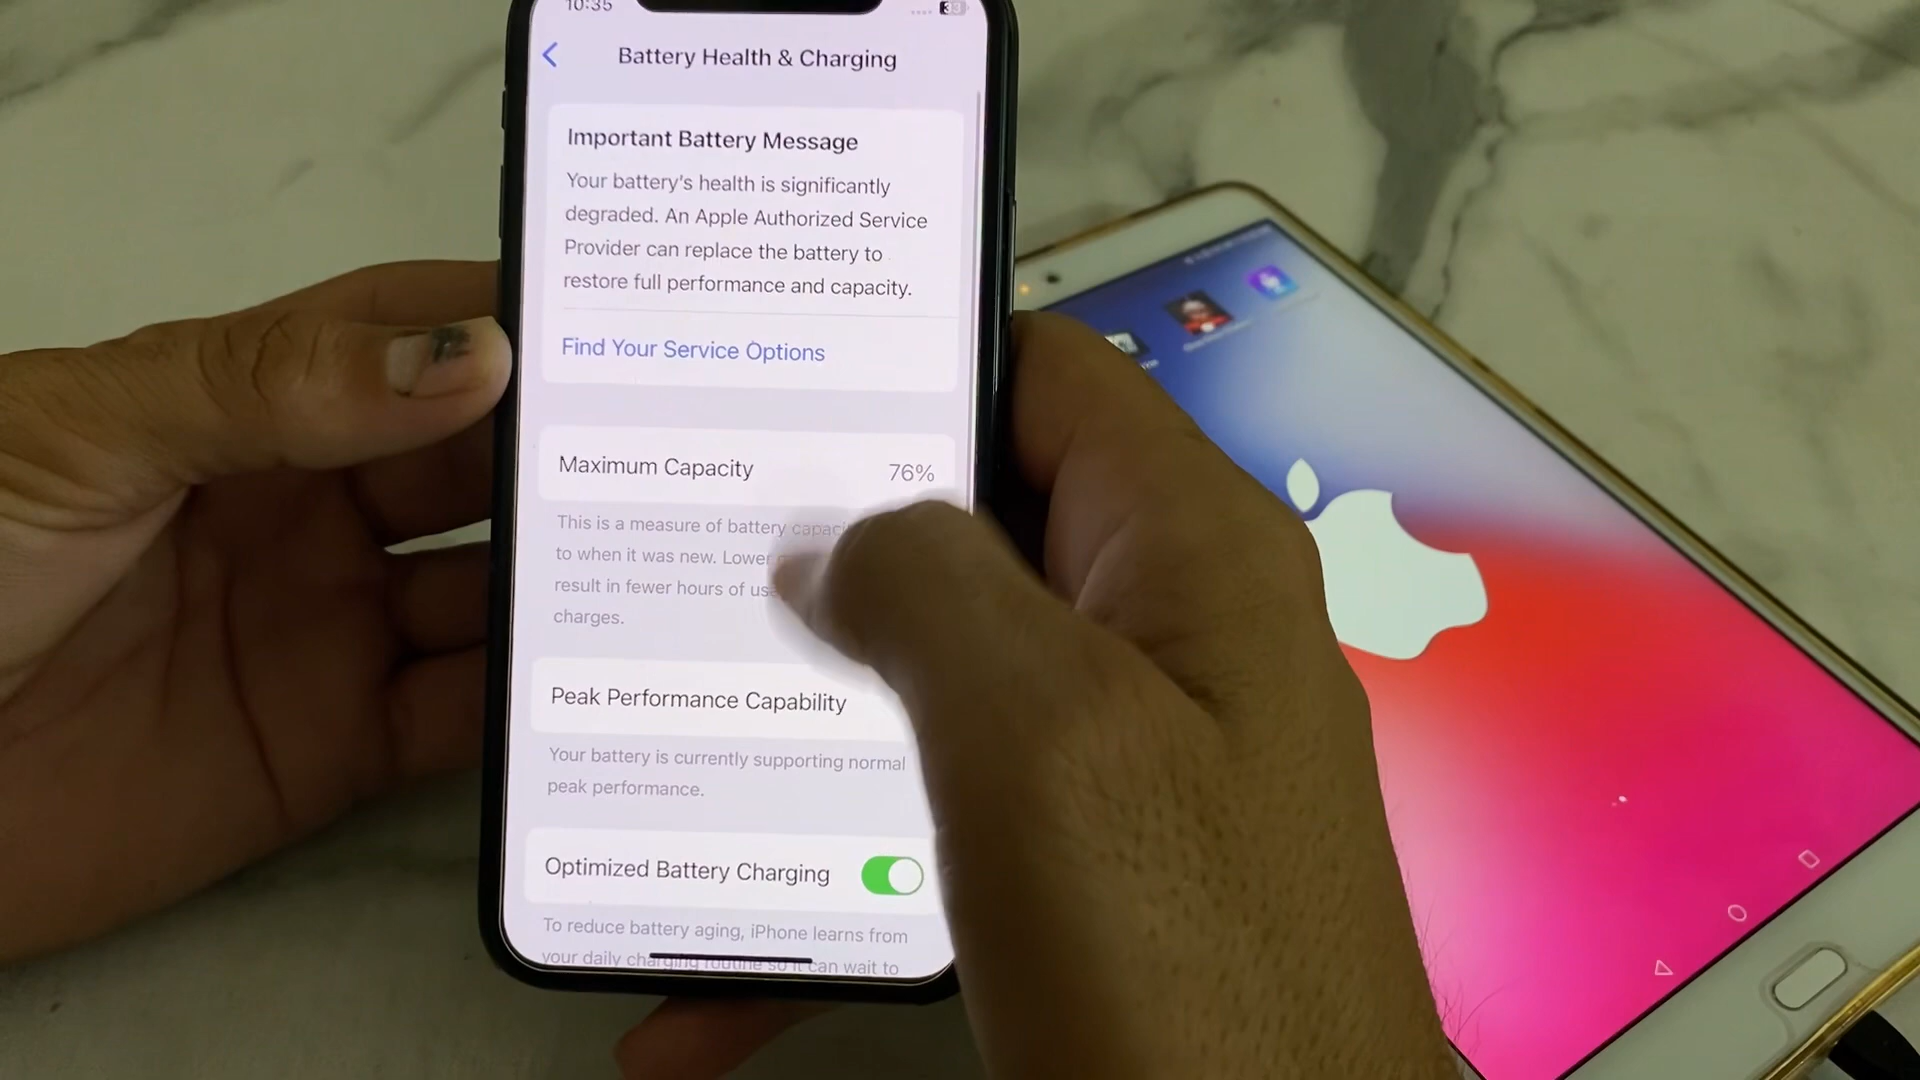 10:35
33
Battery Health & Charging
Important Battery Message
Your battery's health is significantly
degraded. An Apple Authorized Service
Provider can replace the battery to
restore full performance and capacity.
Find Your Service Options
Maximum Capacity 76%
This is a measure of battery
to when it was new. Lower
result in fewer hours of
charges.
Peak Performance Capability
Your battery is currently supporting normal
peak performance.
Optimized Battery Charging
To reduce battery aging, iPhone learns from
your daily charging routine so it can wait to